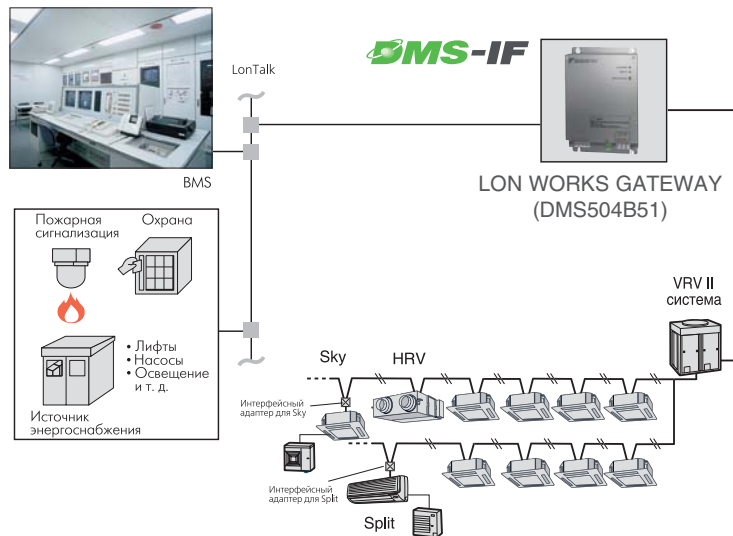 DMS-IF
LonTalk
BMS
LON WORKS GATEWAY
(DMS504B51)
Пожарная
сигнализация
Охрана
• Лифты
• Насосы
• Освещение
и т. д.
Источник
энергоснабжения
VRV II
система
Sky
HRV
Интерфейсный
адаптер для Sky
Интерфейсный
адаптер для Split
Split